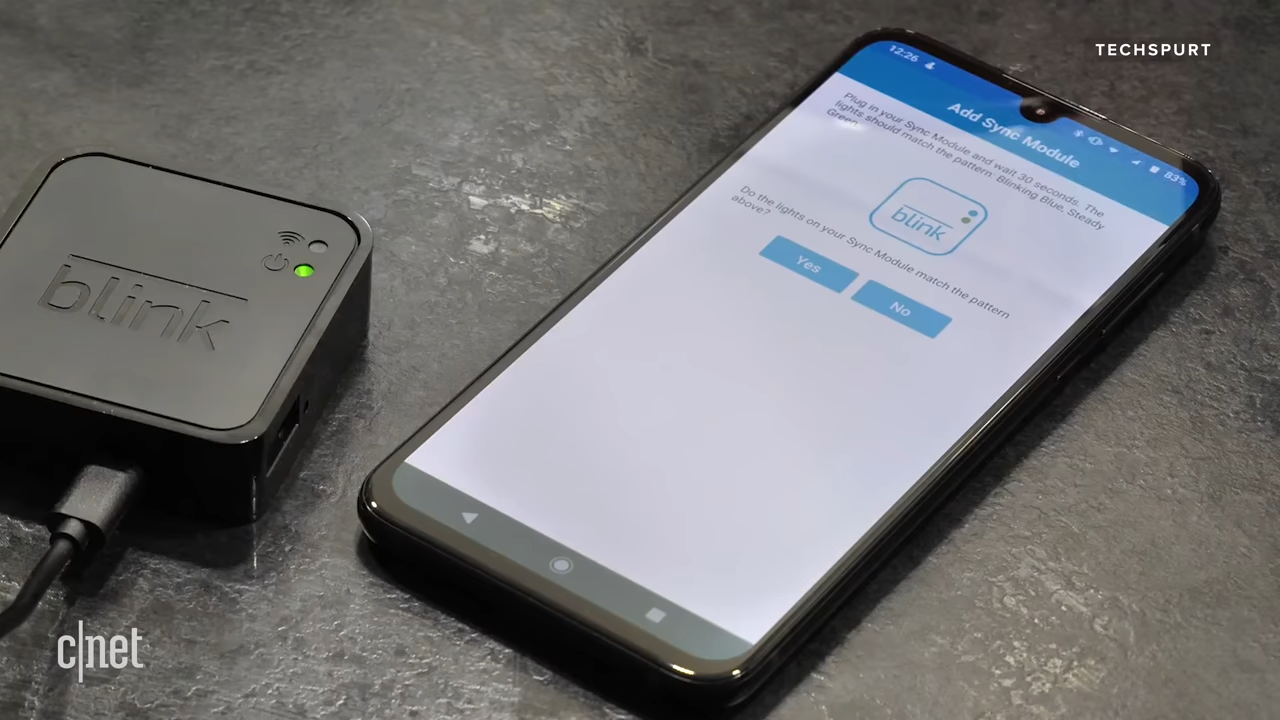 TECHSPURT
12:26
83%
Add Sync Module
Plug in your Sync Module and wait 30 seconds. The
lights should match the pattern: Blinking Blue, Steady
Green
blink
Do the lights on your Sync Module match the pattern
above?
Yes
No
blink
c|net